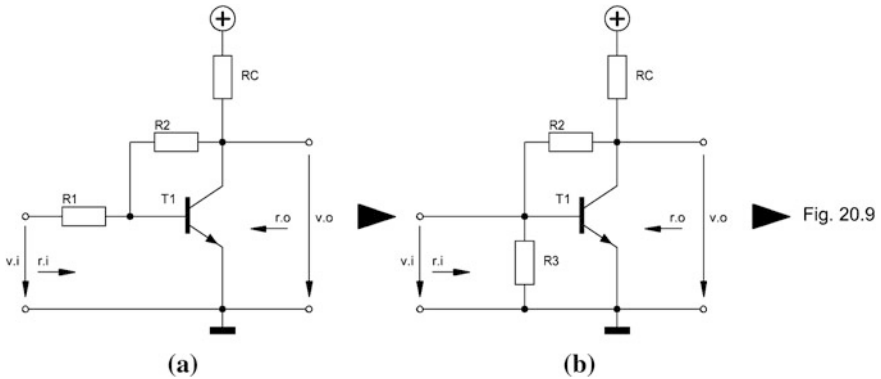 RC
R2
R1
T1
r.o
v.o
v.i
r.i
(a)
RC
R2
T1
r.o
v.o
v.i
r.i
R3
(b)
Fig. 20.9